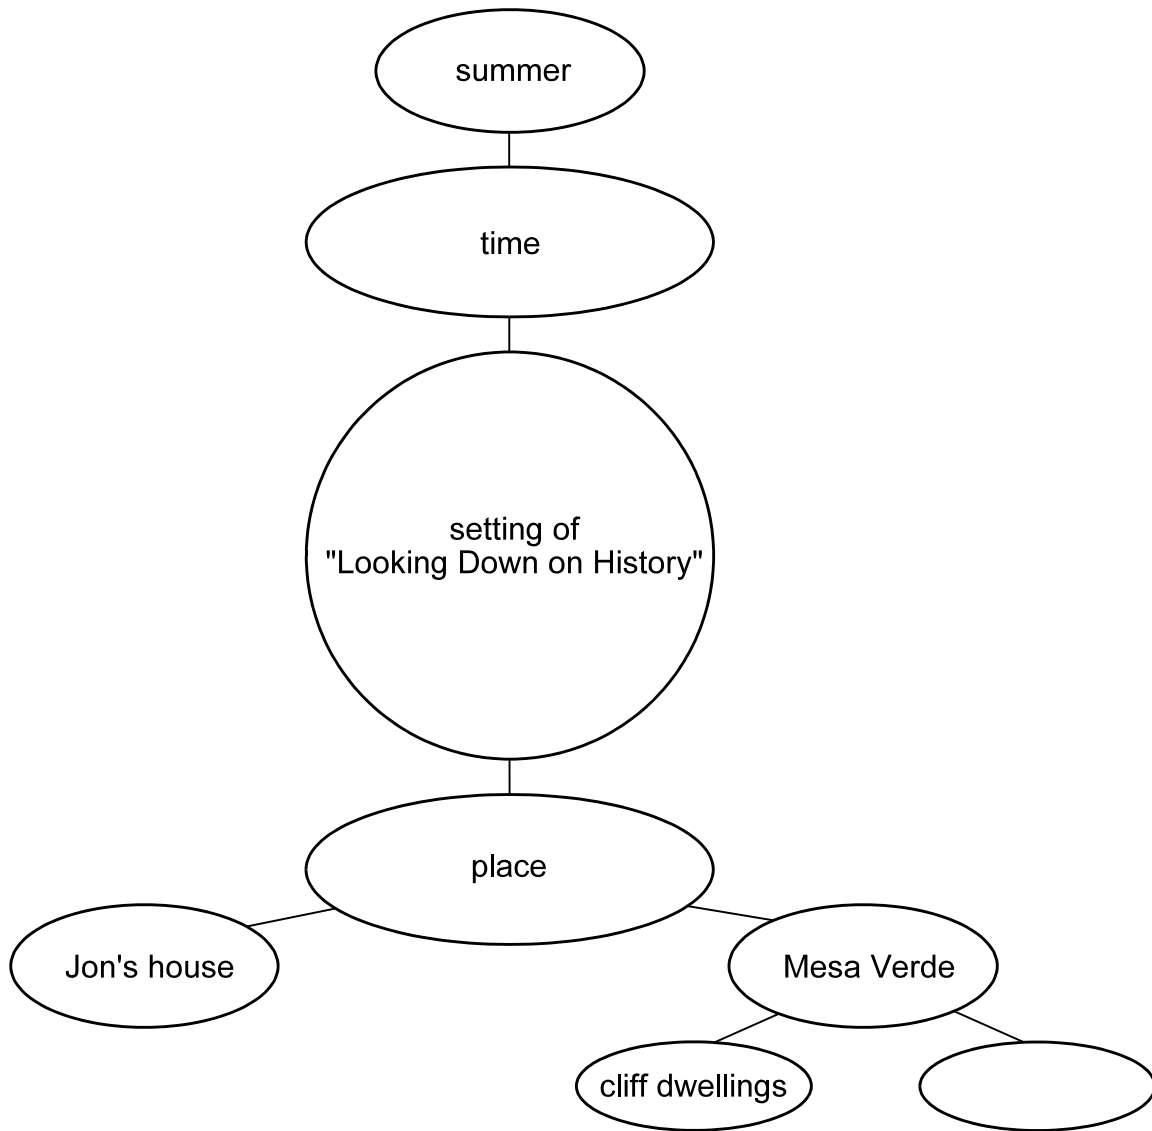 summer
time
setting of
"Looking Down on History"
place
Jon's house
Mesa Verde
cliff dwellings